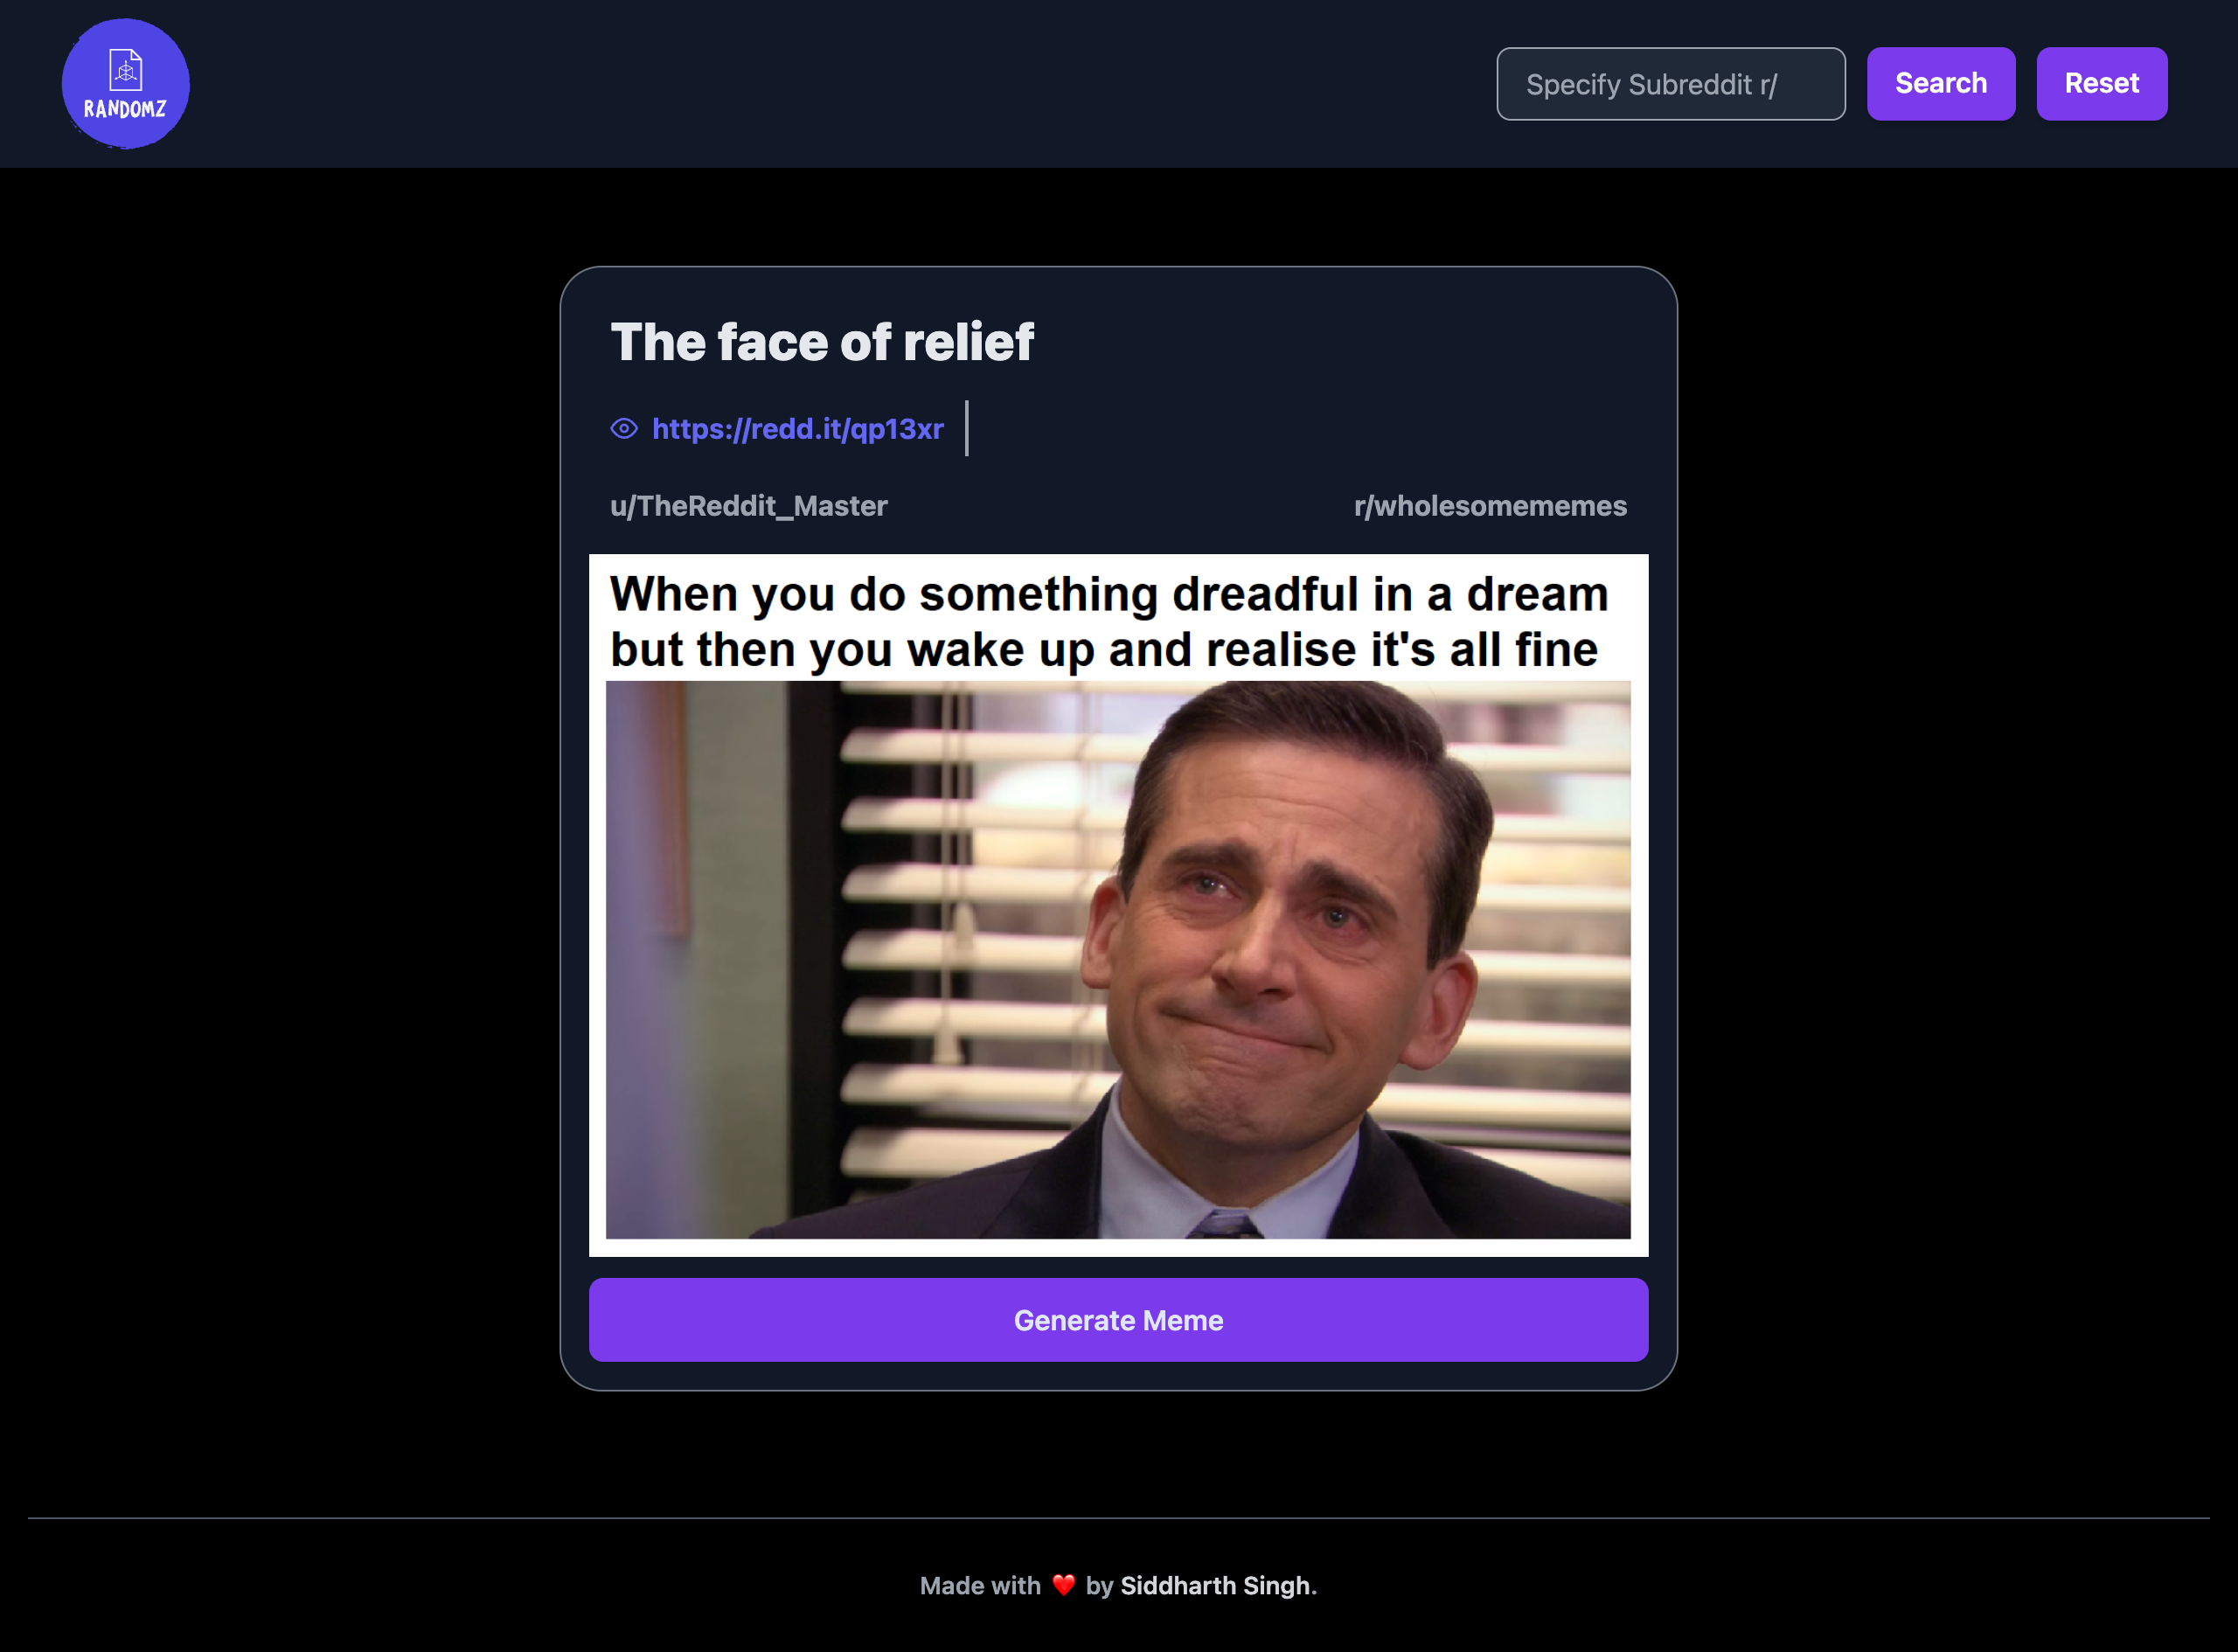 RANDOMZ
Specify Subreddit r/
Search
Reset
The face of relief
https://redd.it/qp13xr
u/TheReddit_Master
r/wholesomememes
When you do something dreadful in a dream
but then you wake up and realise it's all fine
Generate Meme
Made with ❤️ by Siddharth Singh.